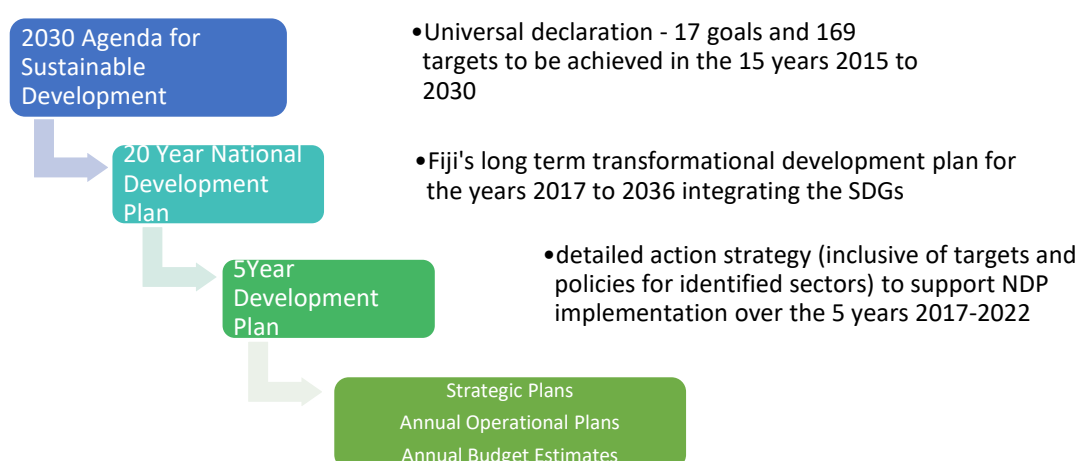 2030 Agenda for
Sustainable
Development
•Universal declaration - 17 goals and 169
targets to be achieved in the 15 years 2015 to
2030
20 Year National
Development
Plan
•Fiji's long term transformational development plan for
the years 2017 to 2036 integrating the SDGs
5Year
Development
Plan
•detailed action strategy (inclusive of targets and
policies for identified sectors) to support NDP
implementation over the 5 years 2017-2022
Strategic Plans
Annual Operational Plans
Annual Budget Estimates